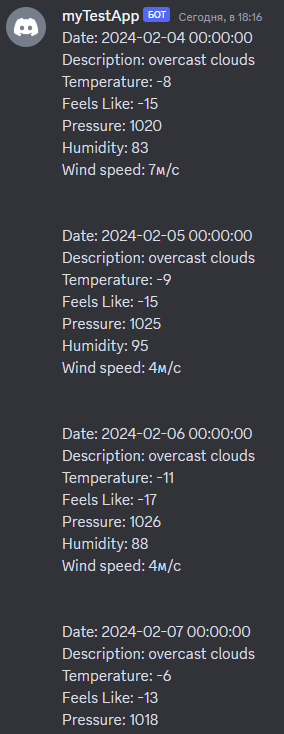 myTestApp БОТ Сегодня, в 18:16
Date: 2024-02-04 00:00:00
Description: overcast clouds
Temperature: -8
Feels Like: -15
Pressure: 1020
Humidity: 83
Wind speed: 7м/с
Date: 2024-02-05 00:00:00
Description: overcast clouds
Temperature: -9
Feels Like: -15
Pressure: 1025
Humidity: 95
Wind speed: 4м/с
Date: 2024-02-06 00:00:00
Description: overcast clouds
Temperature: -11
Feels Like: -17
Pressure: 1026
Humidity: 88
Wind speed: 4м/с
Date: 2024-02-07 00:00:00
Description: overcast clouds
Temperature: -6
Feels Like: -13
Pressure: 1018